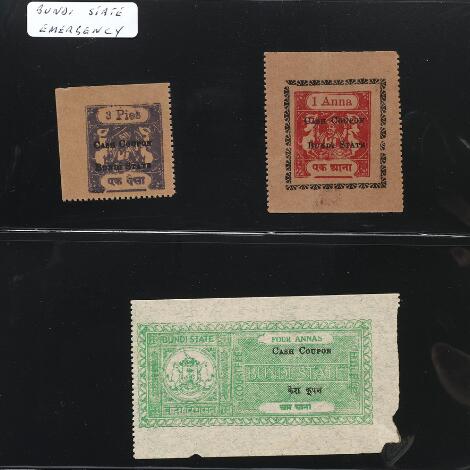 BUNDI STATE
EMERGENCY
3 Pies
CASH COUPON
BUNDI STATE
एक पैसा
1 Anna
CASH COUPON
BUNDI STATE
एक आना
BUNDI STATE
FOUR ANNAS
CASH COUPON
BUNDI STATE
केश कूपन
चार आना